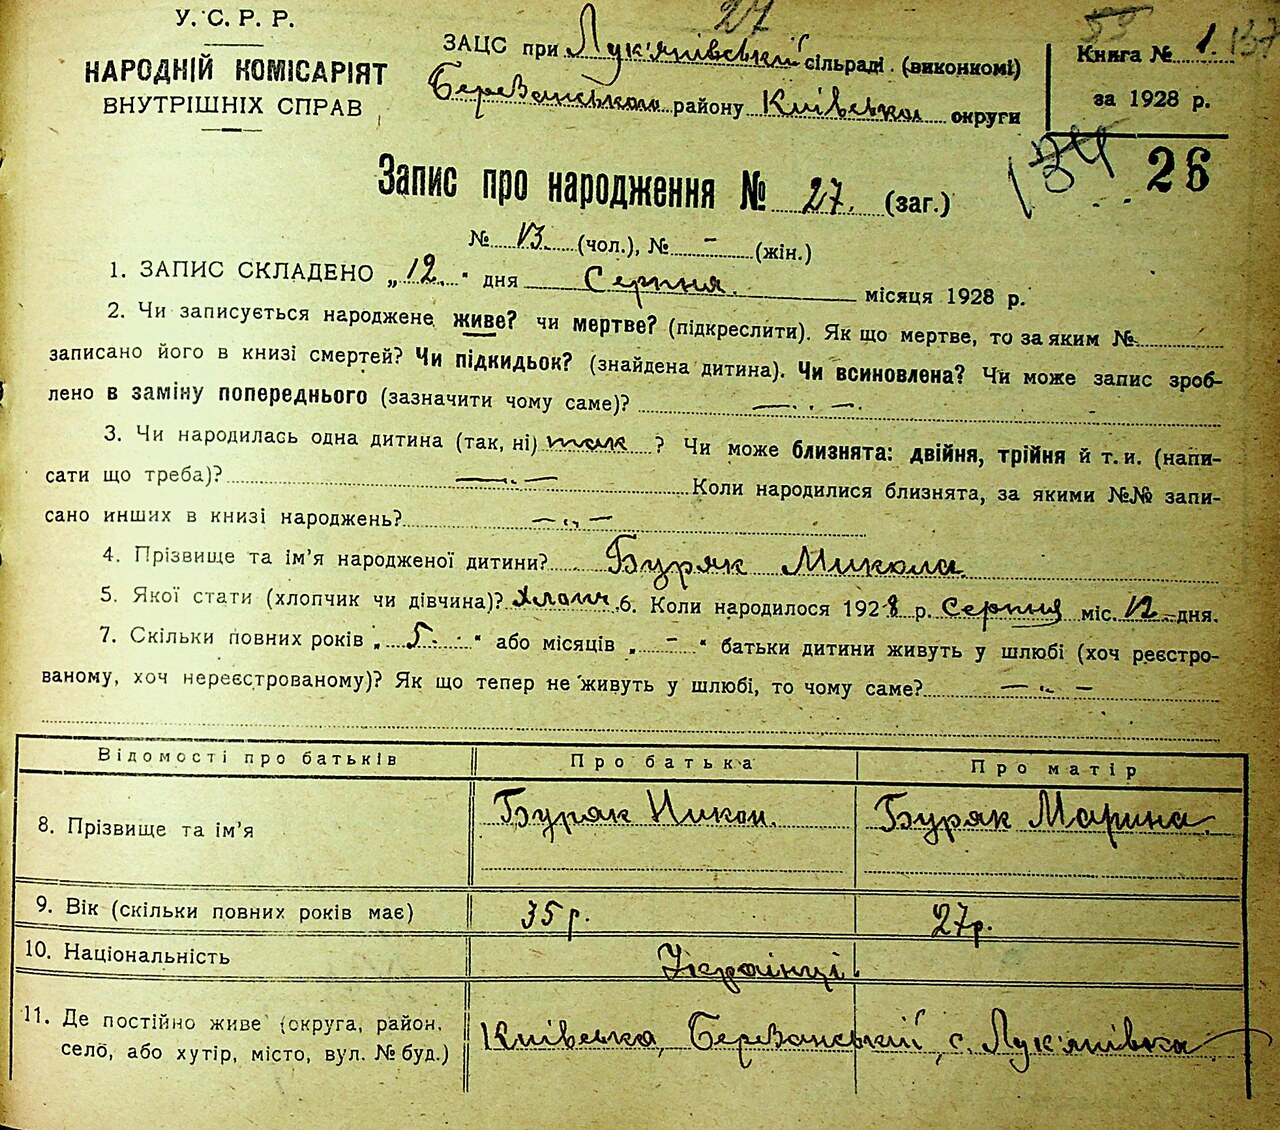 27
У. С. Р. Р.
НАРОДНІЙ КОМІСАРІЯТ
ВНУТРІШНІХ СПРАВ
ЗАЦС при Лук'янівській сільраді (виконкомі)
Березанського району Київської округи
53
Книга № 1. 137
за 1928 р.
134
26
Запис про народження № 27. (заг.)
№ 13 (чол.), № – (жін.)
1. ЗАПИС СКЛАДЕНО „12." дня Серпня. місяця 1928 р.
2. Чи записується народжене живе? чи мертве? (підкреслити). Як що мертве, то за яким №
записано його в книзі смертей? Чи підкидьок? (знайдена дитина). Чи всиновлена? Чи може запис зроб-
лено в заміну попереднього (зазначити чому саме)? — „ —
3. Чи народилась одна дитина (так, ні) так ? Чи може близнята: двійня, трійня й т. и. (напи-
сати що треба)? — „ — Коли народилися близнята, за якими №№ запи-
сано инших в книзі народжень? — „ —
4. Прізвище та ім'я народженої дитини? Буряк Микола
5. Якої стати (хлопчик чи дівчина)? хлопч 6. Коли народилося 1928 р. Серпня міс. 12 дня.
7. Скільки повних років „ 5 " або місяців „ – " батьки дитини живуть у шлюбі (хоч реєстро-
ваному, хоч нереєстрованому)? Як що тепер не живуть у шлюбі, то чому саме? — „ —
Відомості про батьків Про батька Про матір
8. Прізвище та ім'я Буряк Никон. Буряк Марина
9. Вік (скільки повних років має) 35 р. 27 р.
10. Національність Українці
11. Де постійно живе (округа, район,
село, або хутір, місто, вул. № буд.) Київська, Березанський, с. Лук'янівка